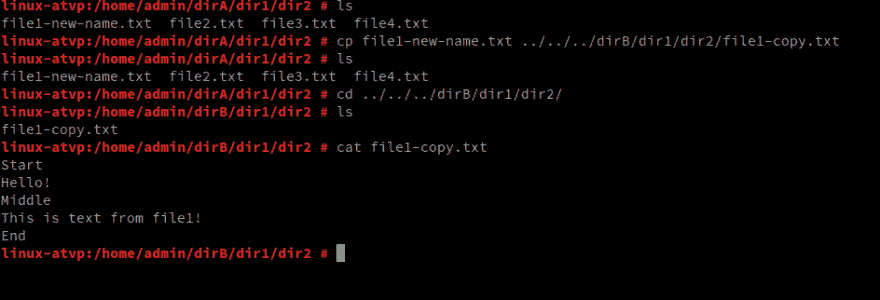 linux-atvp:/home/admin/dirA/dir1/dir2 # ls
file1-new-name.txt  file2.txt  file3.txt  file4.txt
linux-atvp:/home/admin/dirA/dir1/dir2 # cp file1-new-name.txt ../../../dirB/dir1/dir2/file1-copy.txt
linux-atvp:/home/admin/dirA/dir1/dir2 # ls
file1-new-name.txt  file2.txt  file3.txt  file4.txt
linux-atvp:/home/admin/dirA/dir1/dir2 # cd ../../../dirB/dir1/dir2/
linux-atvp:/home/admin/dirB/dir1/dir2 # ls
file1-copy.txt
linux-atvp:/home/admin/dirB/dir1/dir2 # cat file1-copy.txt
Start
Hello!
Middle
This is text from file1!
End
linux-atvp:/home/admin/dirB/dir1/dir2 #